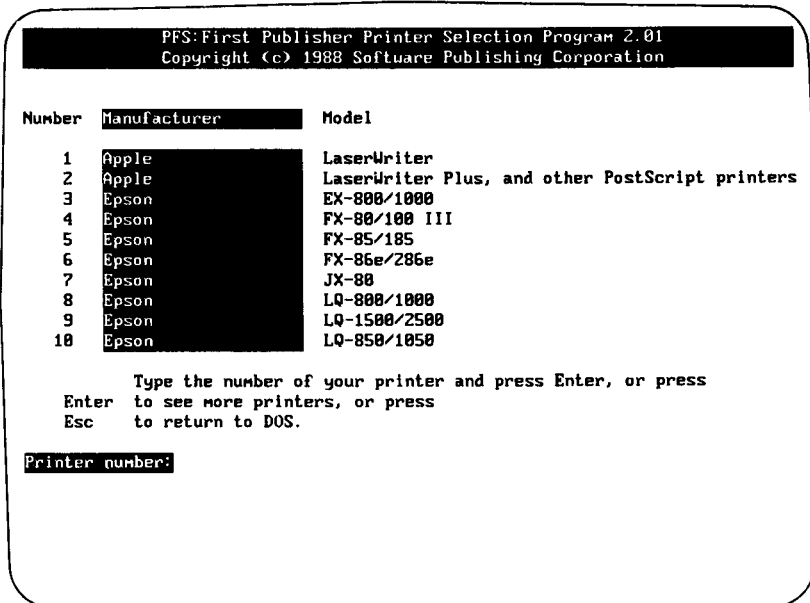 PFS:First Publisher Printer Selection Program 2.01
Copyright (c) 1988 Software Publishing Corporation
Number Manufacturer Model
1 Apple LaserWriter
2 Apple LaserWriter Plus, and other PostScript printers
3 Epson EX-800/1000
4 Epson FX-80/100 III
5 Epson FX-85/185
6 Epson FX-86e/286e
7 Epson JX-80
8 Epson LQ-800/1000
9 Epson LQ-1500/2500
10 Epson LQ-850/1050
Type the number of your printer and press Enter, or press
Enter to see more printers, or press
Esc to return to DOS.
Printer number: